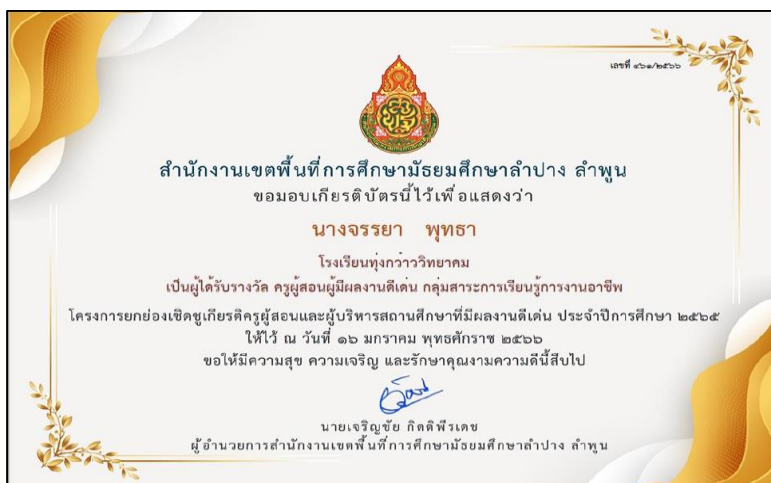 เลขที่ ๔๖๑/๒๕๖๖
สำนักงานเขตพื้นที่การศึกษามัธยมศึกษาลำปาง ลำพูน
ขอมอบเกียรติบัตรนี้ไว้เพื่อแสดงว่า
นางจรรยา พุทธา
โรงเรียนทุ่งกว๋าววิทยาคม
เป็นผู้ได้รับรางวัล ครูผู้สอนผู้มีผลงานดีเด่น กลุ่มสาระการเรียนรู้การงานอาชีพ
โครงการยกย่องเชิดชูเกียรติครูผู้สอนและผู้บริหารสถานศึกษาที่มีผลงานดีเด่น ประจำปีการศึกษา ๒๕๖๕
ให้ไว้ ณ วันที่ ๑๖ มกราคม พุทธศักราช ๒๕๖๖
ขอให้มีความสุข ความเจริญ และรักษาคุณงามความดีนี้สืบไป
นายเจริญชัย กิตติพีรเดช
ผู้อำนวยการสำนักงานเขตพื้นที่การศึกษามัธยมศึกษาลำปาง ลำพูน